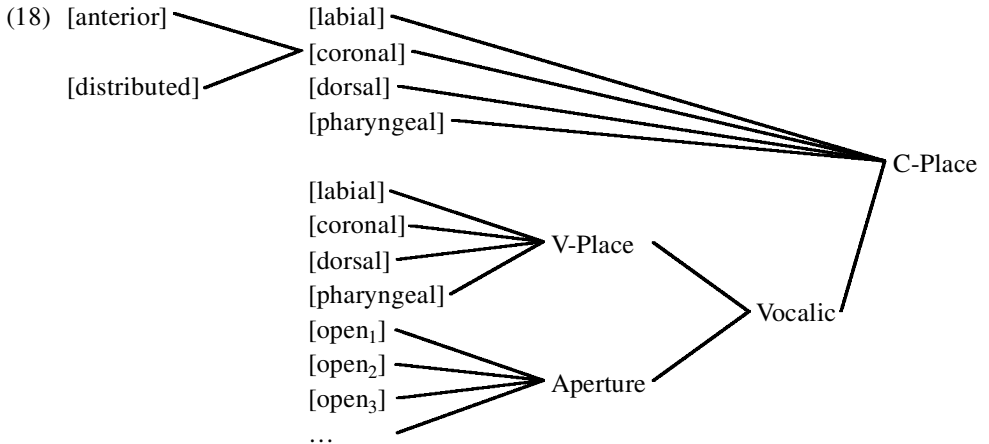 (18) [anterior] [labial]
[coronal]
[distributed] [dorsal]
[pharyngeal]
C-Place
[labial]
[coronal]
V-Place
[dorsal]
[pharyngeal]
Vocalic
[open₁]
[open₂]
Aperture
[open₃]
…